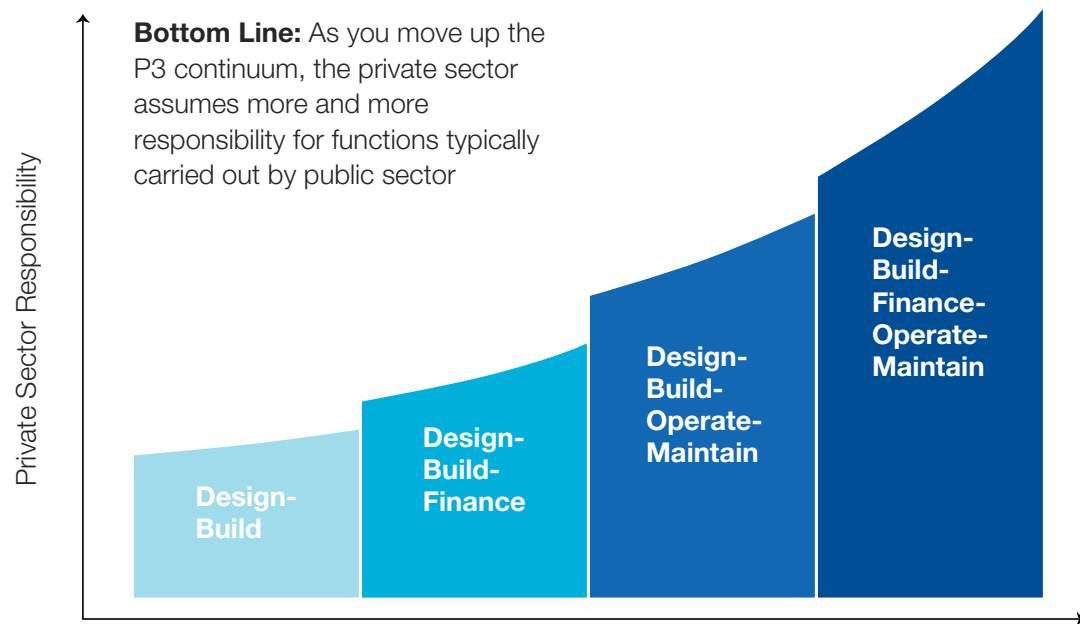 Bottom Line: As you move up the
P3 continuum, the private sector
assumes more and more
responsibility for functions typically
carried out by public sector
Private Sector Responsibility
Design-
Build
Design-
Build-
Finance
Design-
Build-
Operate-
Maintain
Design-
Build-
Finance-
Operate-
Maintain